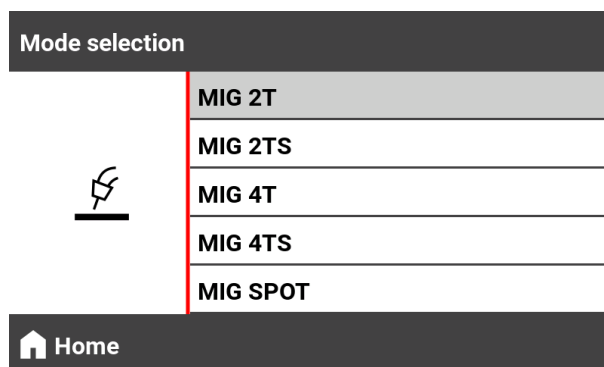 Mode selection
MIG 2T
MIG 2TS
MIG 4T
MIG 4TS
MIG SPOT
Home